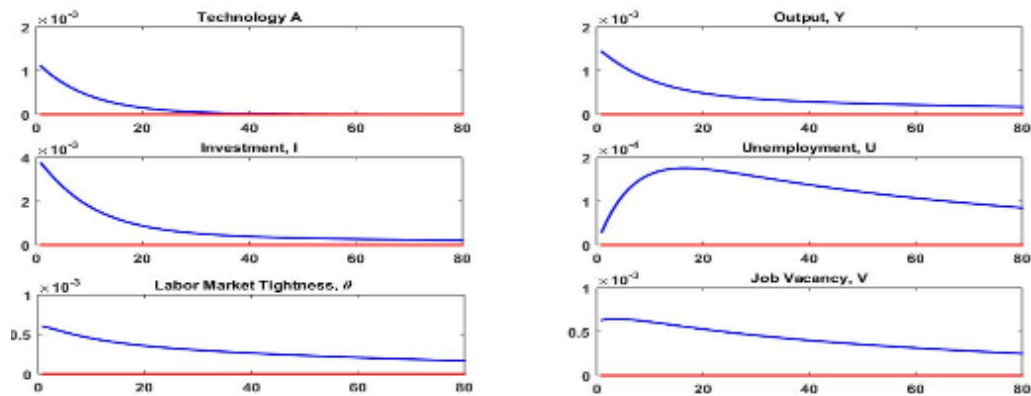 ×10⁻³ Technology A
2
1
0
0 20 40 60 80
×10⁻³ Output, Y
2
1
0
0 20 40 60 80
×10⁻³ Investment, I
4
2
0
0 20 40 60 80
×10⁻⁴ Unemployment, U
2
1
0
0 20 40 60 80
×10⁻³ Labor Market Tightness, θ
1
0.5
0
0 20 40 60 80
×10⁻³ Job Vacancy, V
1
0.5
0
0 20 40 60 80